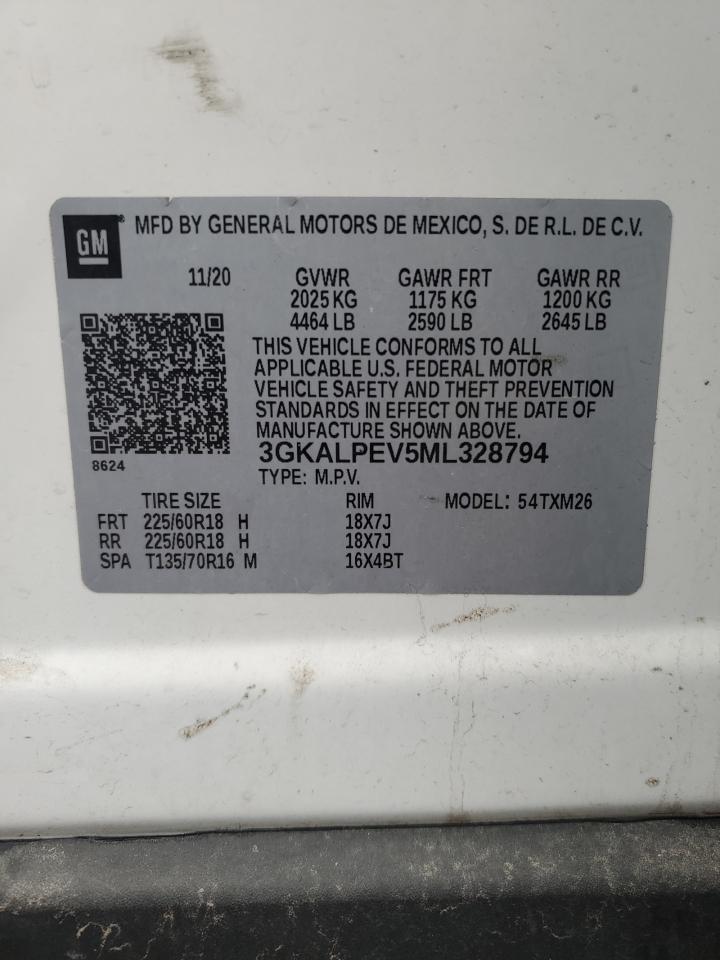 GM® MFD BY GENERAL MOTORS DE MEXICO, S. DE R.L. DE C.V.
11/20 GVWR GAWR FRT GAWR RR
2025 KG 1175 KG 1200 KG
4464 LB 2590 LB 2645 LB
THIS VEHICLE CONFORMS TO ALL
APPLICABLE U.S. FEDERAL MOTOR
VEHICLE SAFETY AND THEFT PREVENTION
STANDARDS IN EFFECT ON THE DATE OF
MANUFACTURE SHOWN ABOVE.
8624 3GKALPEV5ML328794
TYPE: M.P.V.
TIRE SIZE RIM MODEL: 54TXM26
FRT 225/60R18 H 18X7J
RR 225/60R18 H 18X7J
SPA T135/70R16 M 16X4BT